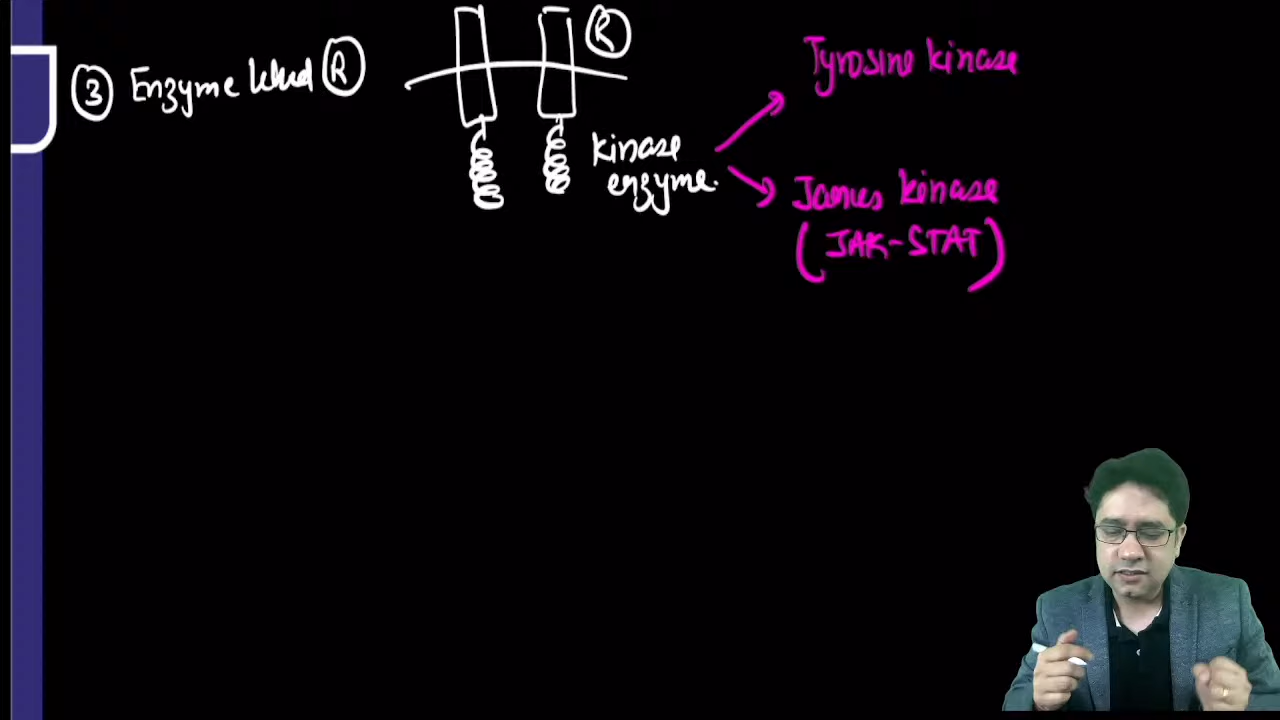 3 Enzyme linked R
R
kinase
enzyme.
Tyrosine kinase
Janus kinase
(JAK-STAT)